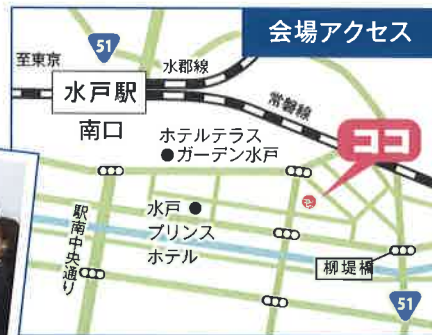 会場アクセス
51
至東京
水郡線
水戸駅
南口
常磐線
ココ
ホテルテラス
●ガーデン水戸
駅南中央通り
水戸●
プリンス
ホテル
柳堤橋
51